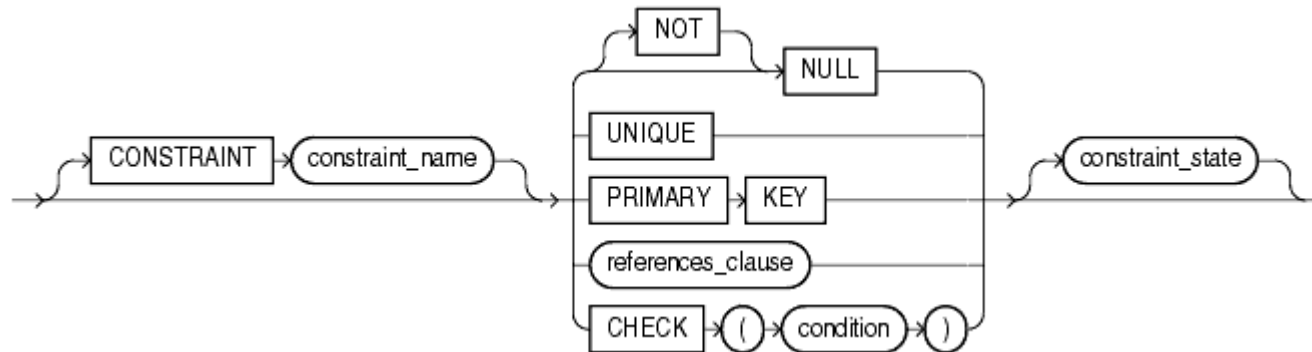 NOT
NULL
UNIQUE
CONSTRAINT constraint_name
constraint_state
PRIMARY KEY
references_clause
CHECK ( condition )